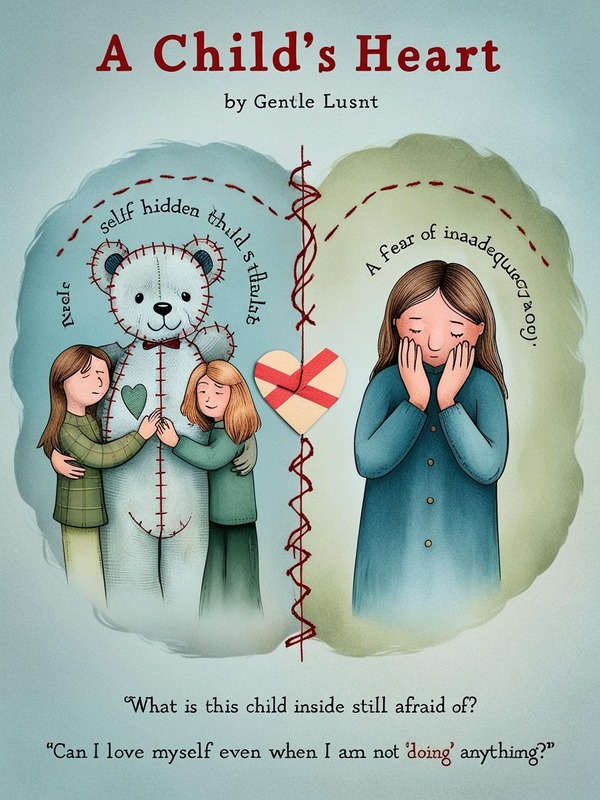 A Child's Heart
by Gentle Lusnt
self hidden
A fear of
"What is this child inside still afraid of?
"Can I love myself even when I am not 'doing' anything?"